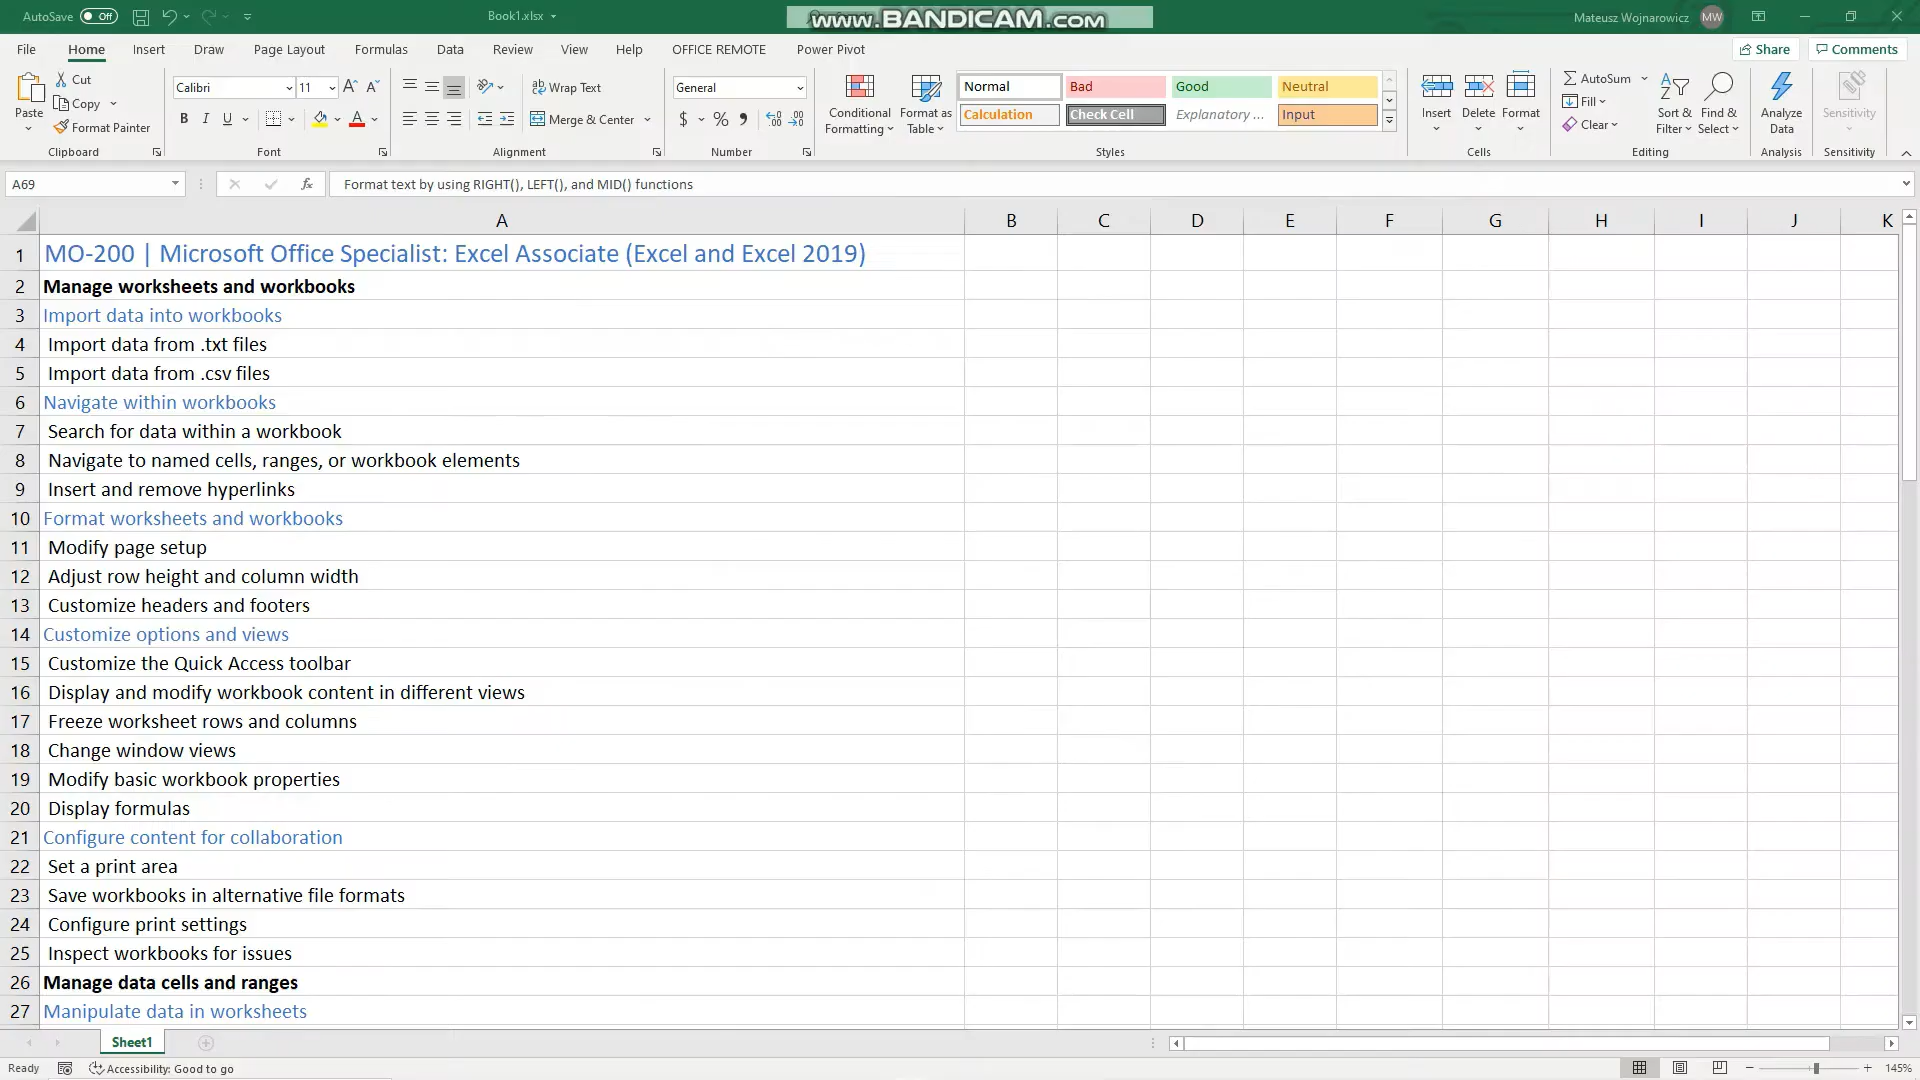 AutoSave Off Book1.xlsx www.BANDICAM.com Mateusz Wojnarowicz MW
File Home Insert Draw Page Layout Formulas Data Review View Help OFFICE REMOTE Power Pivot Share Comments
Paste Cut Copy Format Painter Clipboard
Calibri 11 B I U A A Font
Wrap Text Merge & Center Alignment
General $ % Number
Conditional Formatting Format as Table
Normal Bad Good Neutral
Calculation Check Cell Explanatory ... Input
Styles
Insert Delete Format Cells
AutoSum Fill Clear Sort & Filter Find & Select Editing
Analyze Data Analysis
Sensitivity Sensitivity
A69 fx Format text by using RIGHT(), LEFT(), and MID() functions
A B C D E F G H I J K
1 MO-200 | Microsoft Office Specialist: Excel Associate (Excel and Excel 2019)
2 Manage worksheets and workbooks
3 Import data into workbooks
4 Import data from .txt files
5 Import data from .csv files
6 Navigate within workbooks
7 Search for data within a workbook
8 Navigate to named cells, ranges, or workbook elements
9 Insert and remove hyperlinks
10 Format worksheets and workbooks
11 Modify page setup
12 Adjust row height and column width
13 Customize headers and footers
14 Customize options and views
15 Customize the Quick Access toolbar
16 Display and modify workbook content in different views
17 Freeze worksheet rows and columns
18 Change window views
19 Modify basic workbook properties
20 Display formulas
21 Configure content for collaboration
22 Set a print area
23 Save workbooks in alternative file formats
24 Configure print settings
25 Inspect workbooks for issues
26 Manage data cells and ranges
27 Manipulate data in worksheets
Sheet1
Ready Accessibility: Good to go 145%